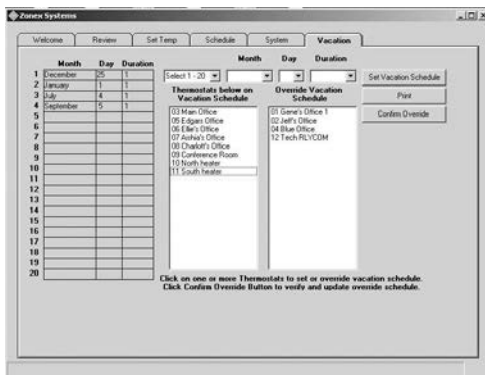 Zonex Systems
Welcome Review Set Temp Schedule System Vacation
Month Day Duration
1 December 25 1
2 January 1 1
3 July 4 1
4 September 5 1
5
6
7
8
9
10
11
12
13
14
15
16
17
18
19
20
Month Day Duration
Select 1 - 20
Thermostats below on
Vacation Schedule
03 Main Office
05 Edgars Office
06 Ellie's Office
07 Aishia's Office
08 Charlott's Office
09 Conference Room
10 North heater
11 South heater
Override Vacation
Schedule
01 Gene's Office 1
02 Jeff's Office
04 Blue Office
12 Tech RLYCOM
Set Vacation Schedule
Print
Confirm Override
Click on one or more Thermostats to set or override vacation schedule.
Click Confirm Override Button to verify and update override schedule.